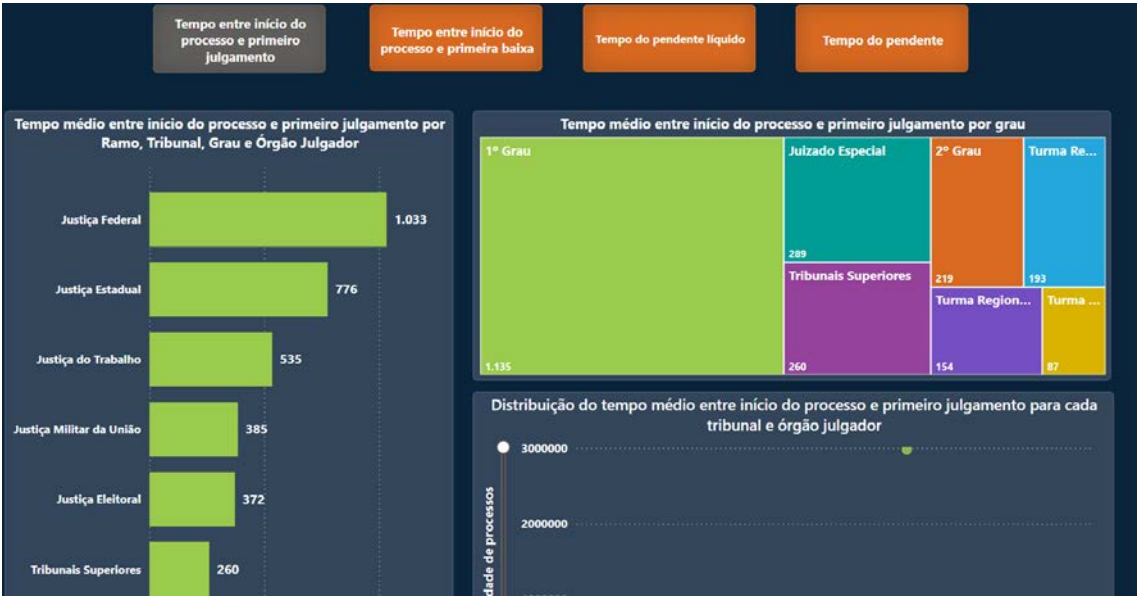 Tempo entre início do
processo e primeiro
julgamento
Tempo entre início do
processo e primeira baixa
Tempo do pendente líquido
Tempo do pendente
Tempo médio entre início do processo e primeiro julgamento por
Ramo, Tribunal, Grau e Órgão Julgador
Justiça Federal
1.033
Justiça Estadual
776
Justiça do Trabalho
535
Justiça Militar da União
385
Justiça Eleitoral
372
Tribunais Superiores
260
Tempo médio entre início do processo e primeiro julgamento por grau
1º Grau
1.135
Juizado Especial
289
Tribunais Superiores
260
2º Grau
219
Turma Re...
193
Turma Region...
154
Turma ...
87
Distribuição do tempo médio entre início do processo e primeiro julgamento para cada
tribunal e órgão julgador
3000000
2000000
dade de processos